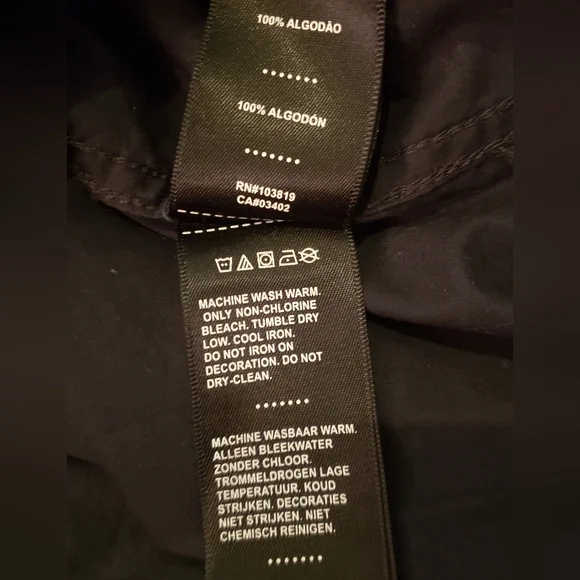 100% ALGODÃO
100% ALGODÓN
RN#103819
CA#03402
MACHINE WASH WARM.
ONLY NON-CHLORINE
BLEACH. TUMBLE DRY
LOW. COOL IRON.
DO NOT IRON ON
DECORATION. DO NOT
DRY-CLEAN.
MACHINE WASBAAR WARM.
ALLEEN BLEEKWATER
ZONDER CHLOOR.
TROMMELDROGEN LAGE
TEMPERATUUR. KOUD
STRIJKEN. DECORATIES
NIET STRIJKEN. NIET
CHEMISCH REINIGEN.